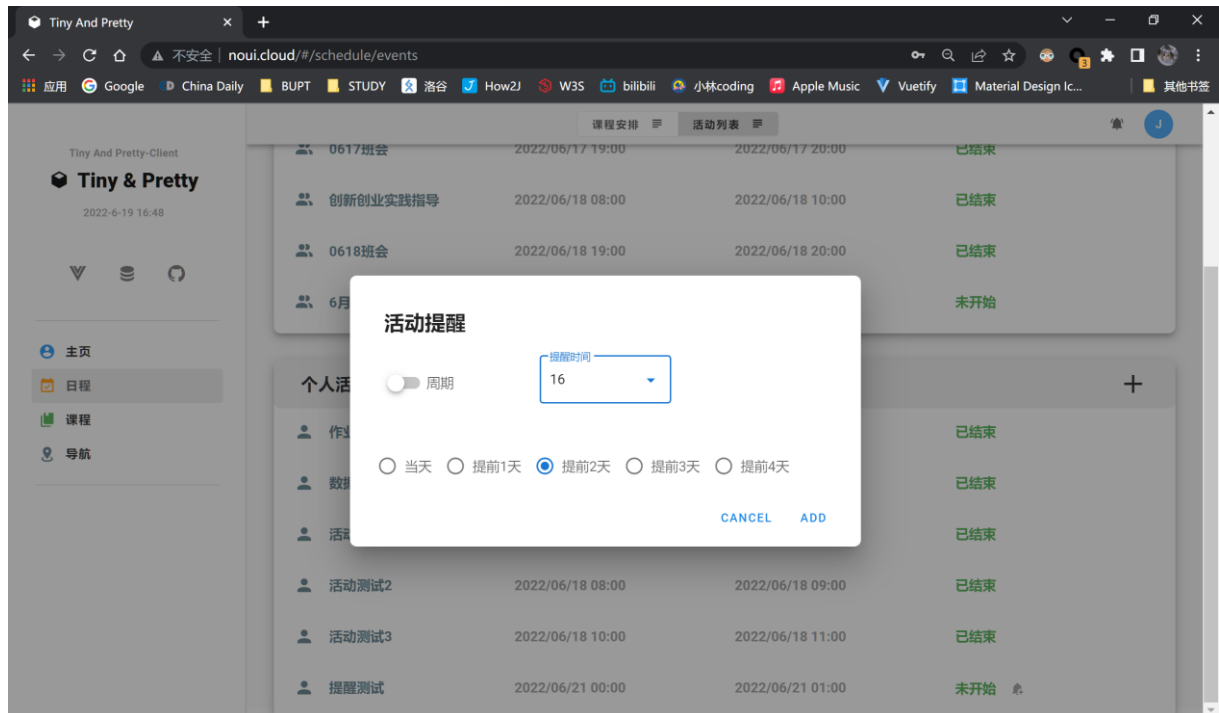 Tiny And Pretty
不安全 noui.cloud/#/schedule/events
3
应用 Google China Daily BUPT STUDY 洛谷 How2J W3S bilibili 小林coding Apple Music Vuetify Material Design Ic... 其他书签
课程安排 活动列表 J
Tiny And Pretty-Client
Tiny & Pretty
2022-6-19 16:48
主页
日程
课程
导航
0617班会 2022/06/17 19:00 2022/06/17 20:00 已结束
创新创业实践指导 2022/06/18 08:00 2022/06/18 10:00 已结束
0618班会 2022/06/18 19:00 2022/06/18 20:00 已结束
6月 未开始
个人活
作业 已结束
数据 已结束
活动 已结束
活动测试2 2022/06/18 08:00 2022/06/18 09:00 已结束
活动测试3 2022/06/18 10:00 2022/06/18 11:00 已结束
提醒测试 2022/06/21 00:00 2022/06/21 01:00 未开始
活动提醒
周期
提醒时间
16
当天 提前1天 提前2天 提前3天 提前4天
CANCEL ADD